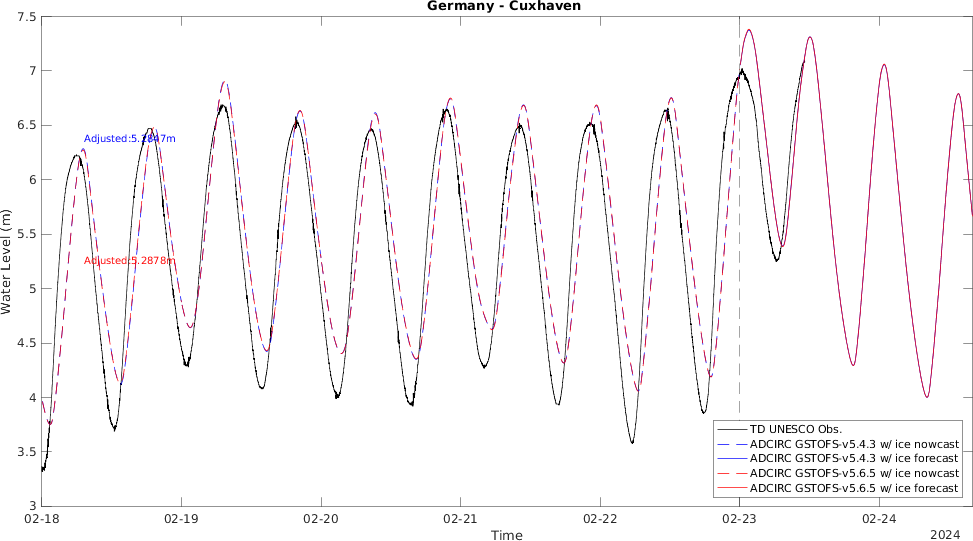 Germany - Cuxhaven
7.5
7
6.5
6
5.5
5
4.5
4
3.5
3
Water Level (m)
Adjusted:5.2847m
Adjusted:5.2878m
TD UNESCO Obs.
ADCIRC GSTOFS-v5.4.3 w/ ice nowcast
ADCIRC GSTOFS-v5.4.3 w/ ice forecast
ADCIRC GSTOFS-v5.6.5 w/ ice nowcast
ADCIRC GSTOFS-v5.6.5 w/ ice forecast
02-18 02-19 02-20 02-21 02-22 02-23 02-24
Time
2024